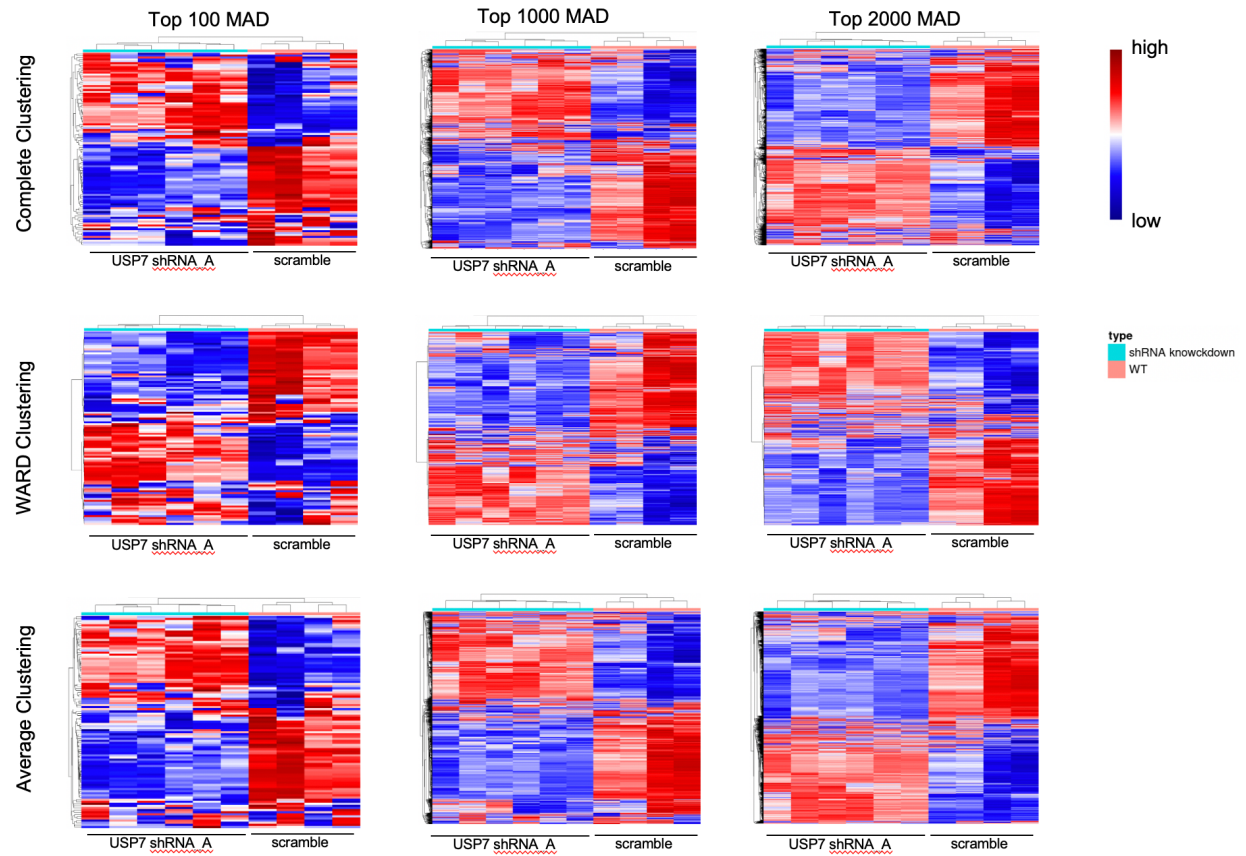 Top 100 MAD
Top 1000 MAD
Top 2000 MAD
Complete Clustering
high
low
USP7 shRNA_A
scramble
USP7 shRNA_A
scramble
USP7 shRNA_A
scramble
WARD Clustering
type
shRNA knowckdown
WT
USP7 shRNA_A
scramble
USP7 shRNA_A
scramble
USP7 shRNA_A
scramble
Average Clustering
USP7 shRNA_A
scramble
USP7 shRNA_A
scramble
USP7 shRNA_A
scramble